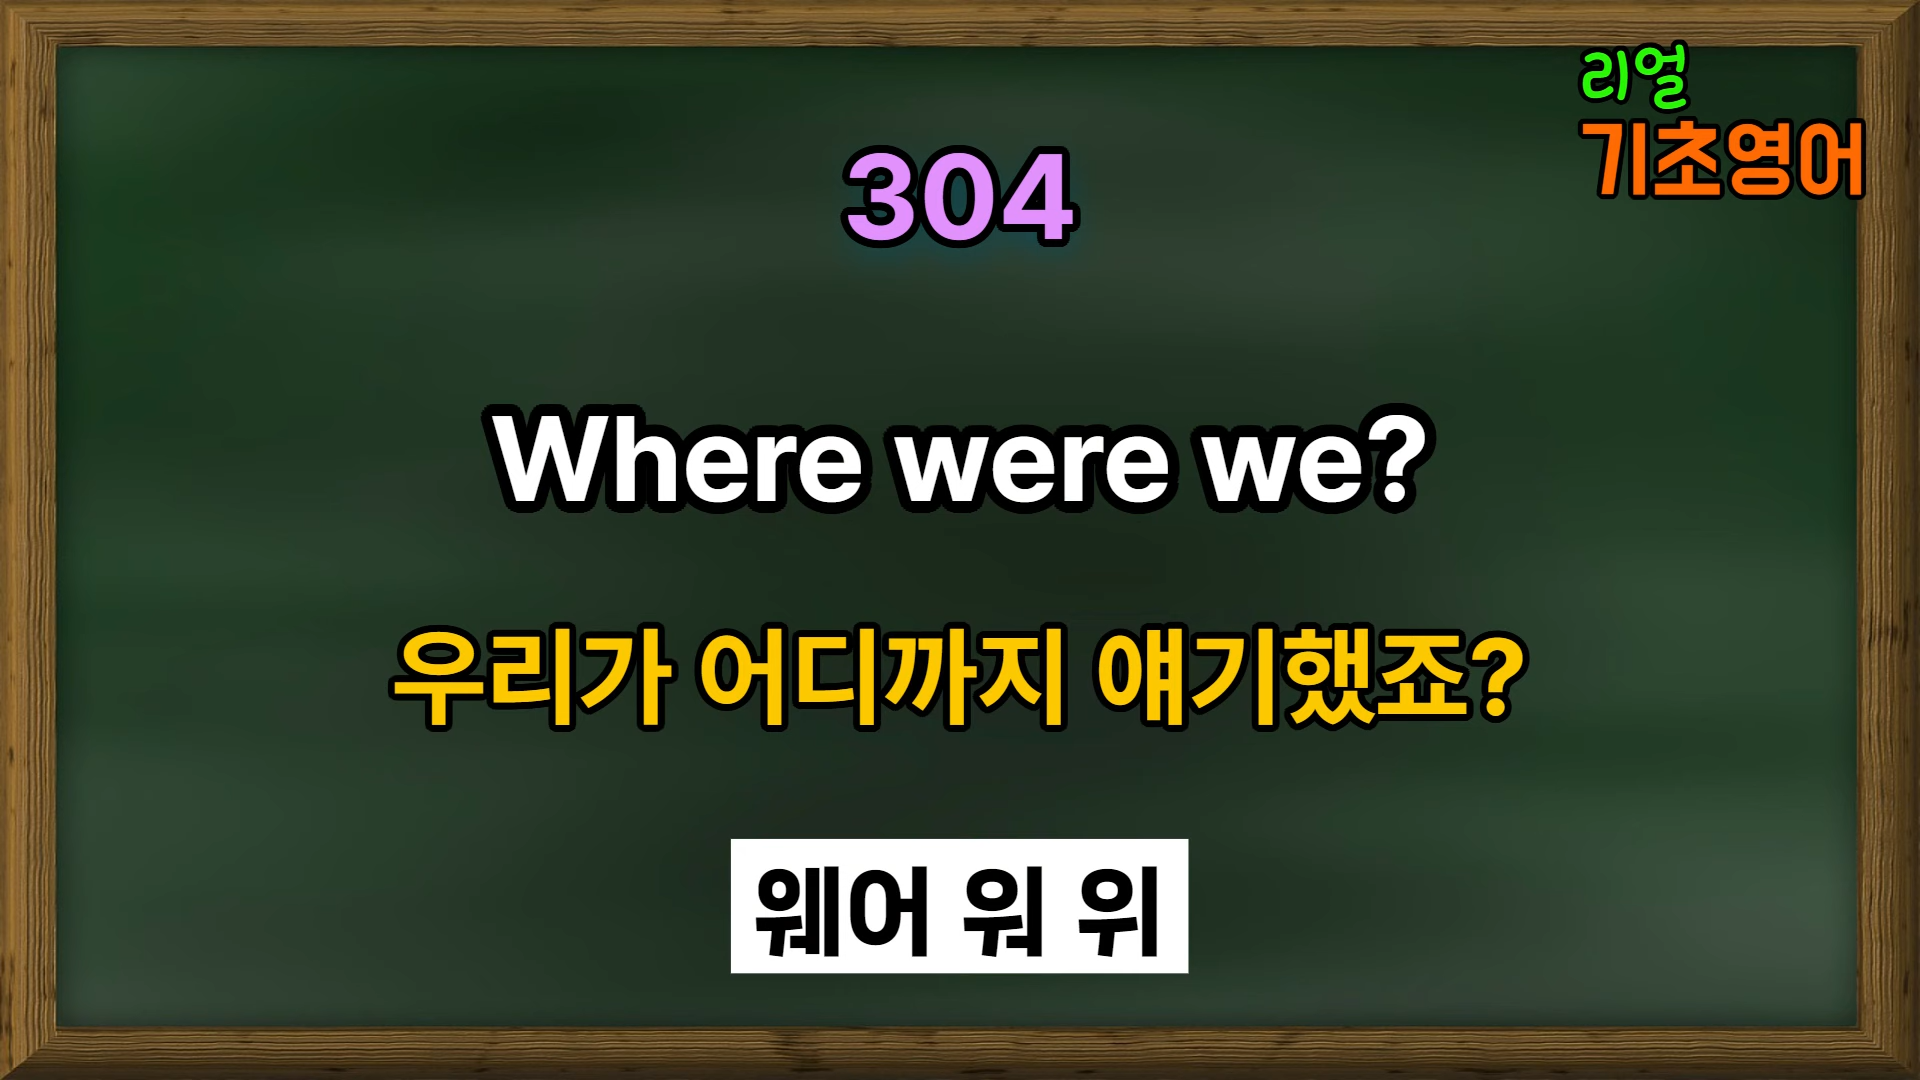 리얼
기초영어
304
Where were we?
우리가 어디까지 얘기했죠?
웨어 워 위